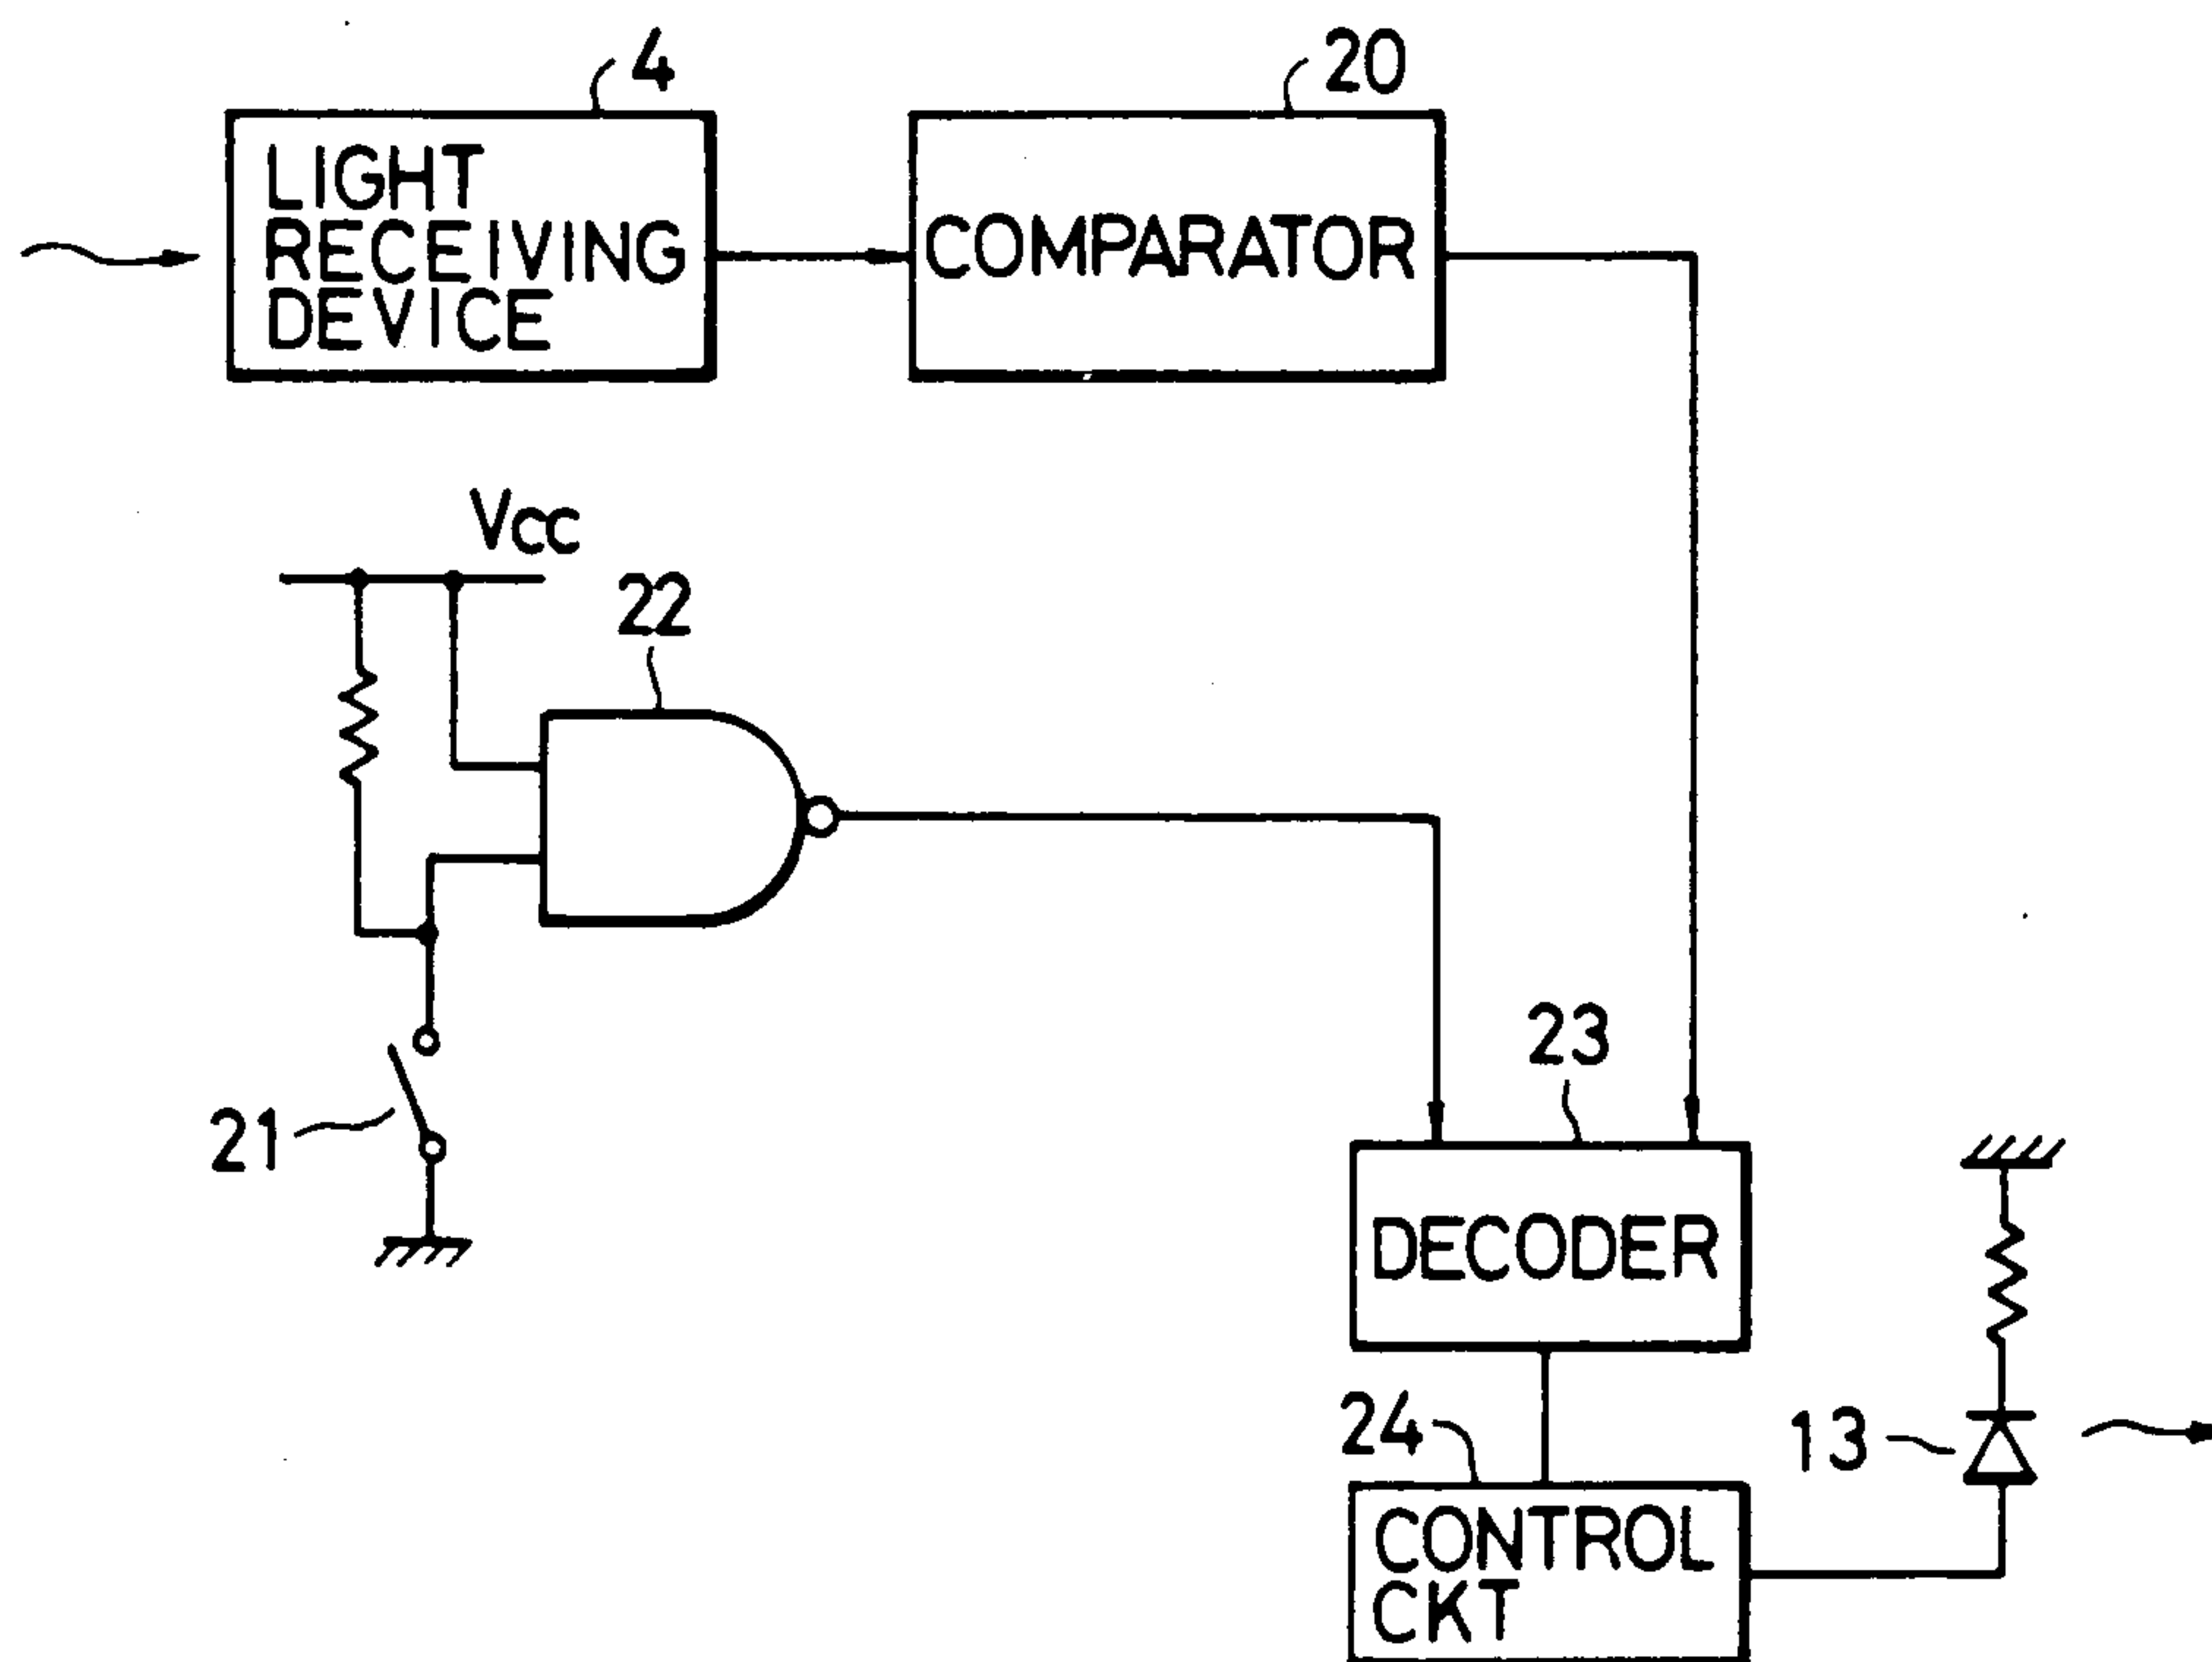 4
20
LIGHT
RECEIVING
DEVICE
COMPARATOR
Vcc
22
23
21
DECODER
24
13
CONTROL
CKT